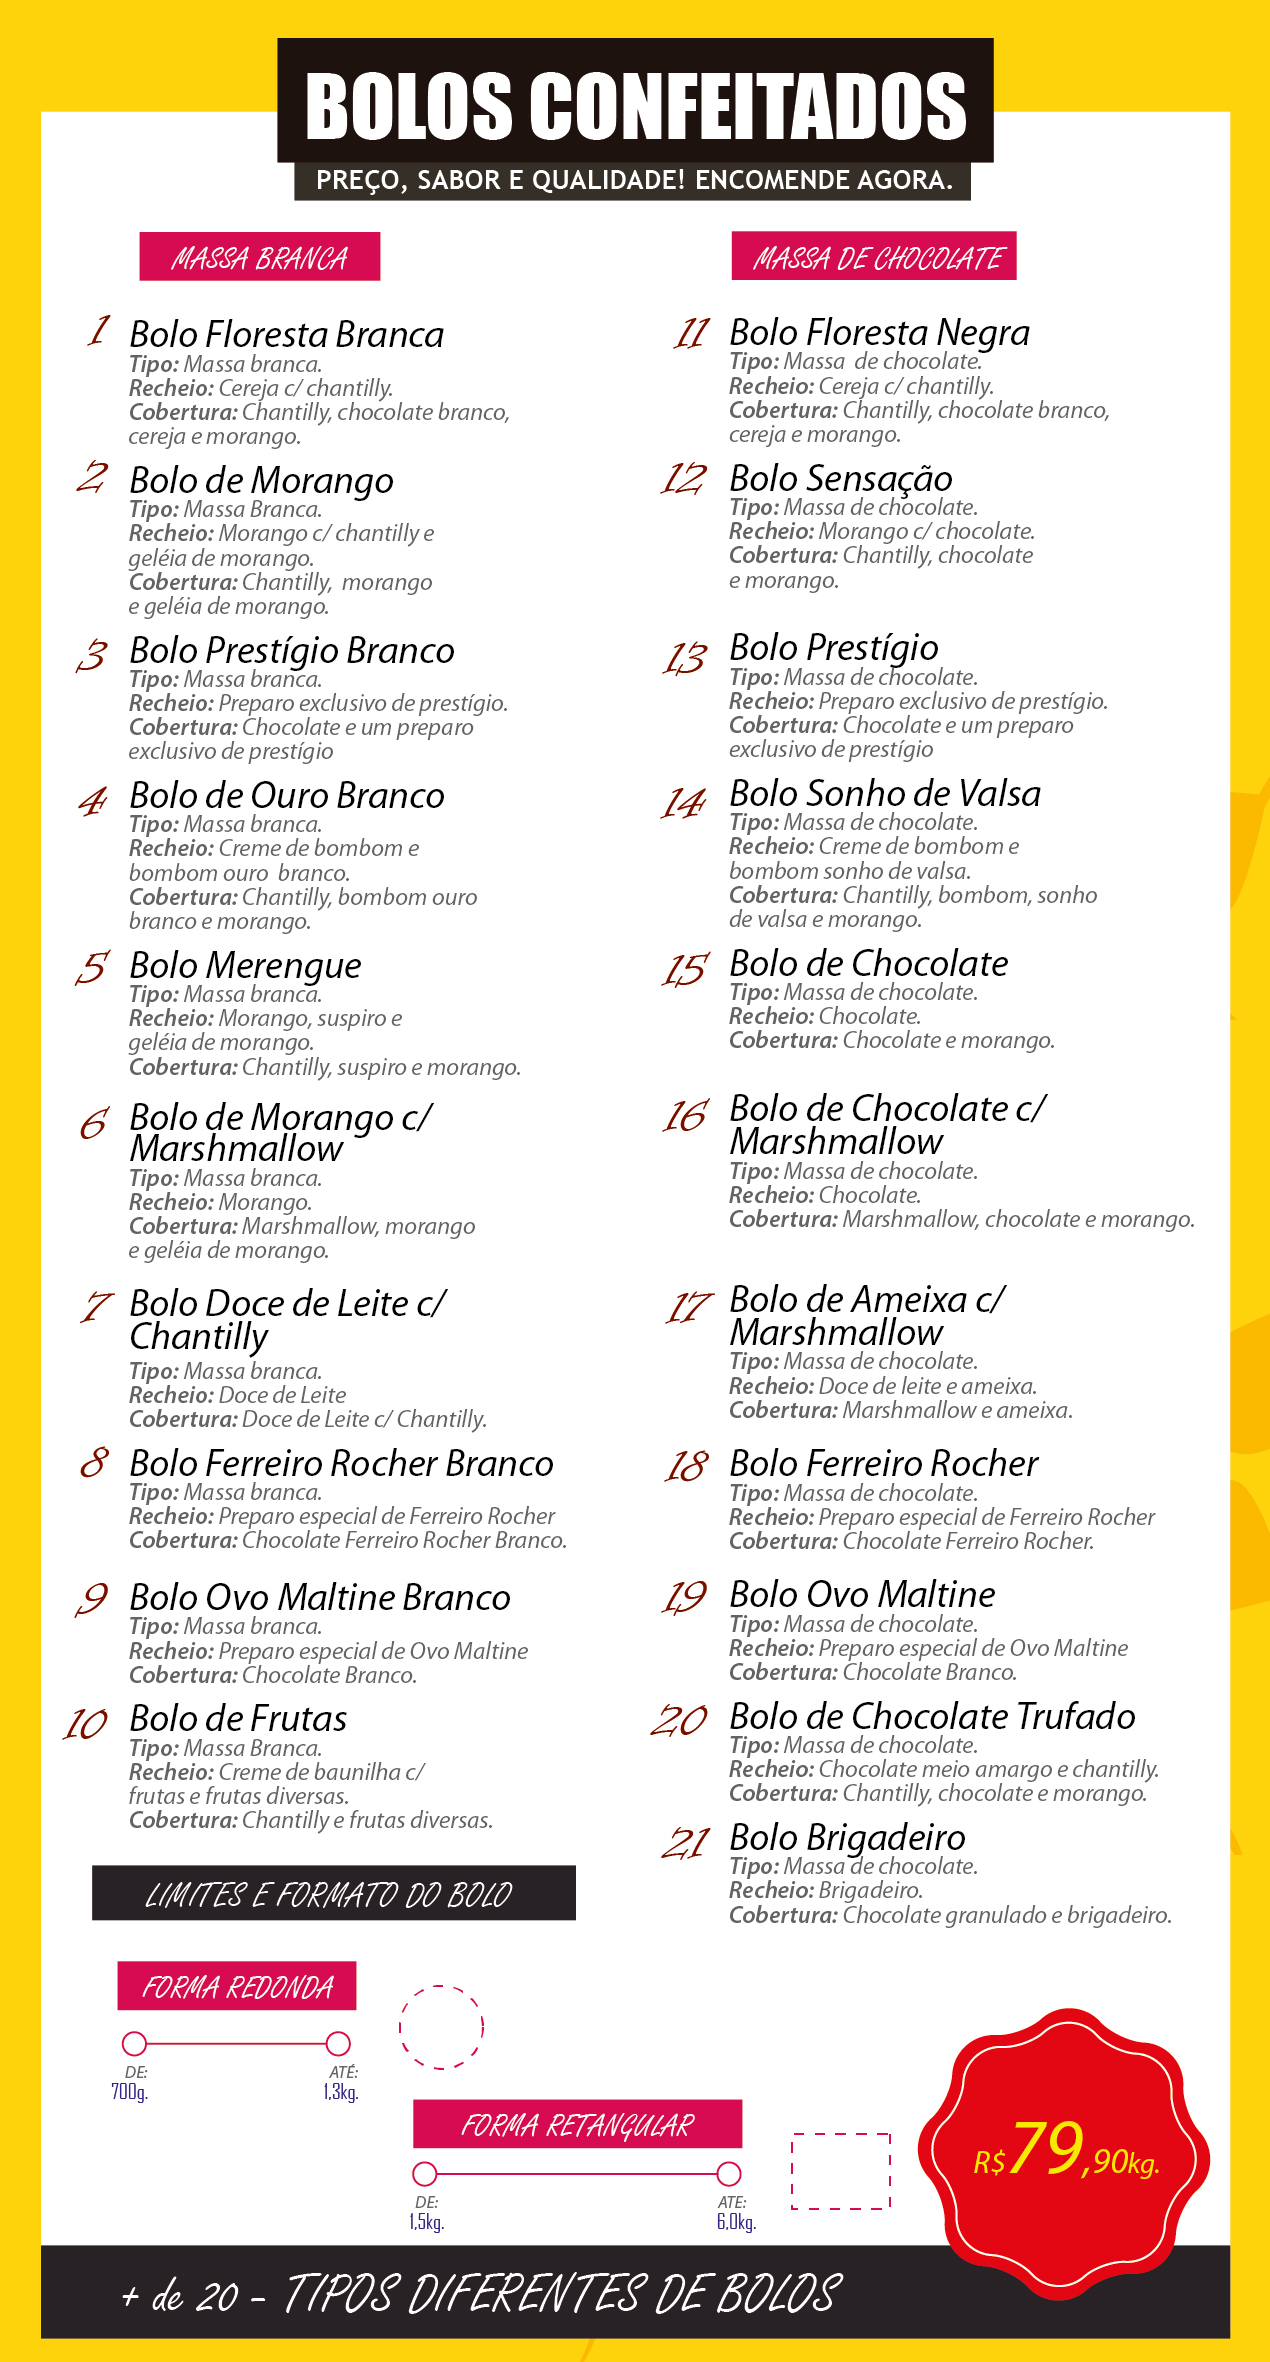 BOLOS CONFEITADOS
PREÇO, SABOR E QUALIDADE! ENCOMENDE AGORA.
MASSA BRANCA
1 Bolo Floresta Branca
Tipo: Massa branca.
Recheio: Cereja c/ chantilly.
Cobertura: Chantilly, chocolate branco,
cereja e morango.
2 Bolo de Morango
Tipo: Massa Branca.
Recheio: Morango c/ chantilly e
geléia de morango.
Cobertura: Chantilly, morango
e geléia de morango.
3 Bolo Prestígio Branco
Tipo: Massa branca.
Recheio: Preparo exclusivo de prestígio.
Cobertura: Chocolate e um preparo
exclusivo de prestígio
4 Bolo de Ouro Branco
Tipo: Massa branca.
Recheio: Creme de bombom e
bombom ouro branco.
Cobertura: Chantilly, bombom ouro
branco e morango.
5 Bolo Merengue
Tipo: Massa branca.
Recheio: Morango, suspiro e
geléia de morango.
Cobertura: Chantilly, suspiro e morango.
6 Bolo de Morango c/
Marshmallow
Tipo: Massa branca.
Recheio: Morango.
Cobertura: Marshmallow, morango
e geléia de morango.
7 Bolo Doce de Leite c/
Chantilly
Tipo: Massa branca.
Recheio: Doce de Leite
Cobertura: Doce de Leite c/ Chantilly.
8 Bolo Ferreiro Rocher Branco
Tipo: Massa branca.
Recheio: Preparo especial de Ferreiro Rocher
Cobertura: Chocolate Ferreiro Rocher Branco.
9 Bolo Ovo Maltine Branco
Tipo: Massa branca.
Recheio: Preparo especial de Ovo Maltine
Cobertura: Chocolate Branco.
10 Bolo de Frutas
Tipo: Massa Branca.
Recheio: Creme de baunilha c/
frutas e frutas diversas.
Cobertura: Chantilly e frutas diversas.
MASSA DE CHOCOLATE
11 Bolo Floresta Negra
Tipo: Massa de chocolate.
Recheio: Cereja c/ chantilly.
Cobertura: Chantilly, chocolate branco,
cereja e morango.
12 Bolo Sensação
Tipo: Massa de chocolate.
Recheio: Morango c/ chocolate.
Cobertura: Chantilly, chocolate
e morango.
13 Bolo Prestígio
Tipo: Massa de chocolate.
Recheio: Preparo exclusivo de prestígio.
Cobertura: Chocolate e um preparo
exclusivo de prestígio
14 Bolo Sonho de Valsa
Tipo: Massa de chocolate.
Recheio: Creme de bombom e
bombom sonho de valsa.
Cobertura: Chantilly, bombom, sonho
de valsa e morango.
15 Bolo de Chocolate
Tipo: Massa de chocolate.
Recheio: Chocolate.
Cobertura: Chocolate e morango.
16 Bolo de Chocolate c/
Marshmallow
Tipo: Massa de chocolate.
Recheio: Chocolate.
Cobertura: Marshmallow, chocolate e morango.
17 Bolo de Ameixa c/
Marshmallow
Tipo: Massa de chocolate.
Recheio: Doce de leite e ameixa.
Cobertura: Marshmallow e ameixa.
18 Bolo Ferreiro Rocher
Tipo: Massa de chocolate.
Recheio: Preparo especial de Ferreiro Rocher
Cobertura: Chocolate Ferreiro Rocher.
19 Bolo Ovo Maltine
Tipo: Massa de chocolate.
Recheio: Preparo especial de Ovo Maltine
Cobertura: Chocolate Branco.
20 Bolo de Chocolate Trufado
Tipo: Massa de chocolate.
Recheio: Chocolate meio amargo e chantilly.
Cobertura: Chantilly, chocolate e morango.
21 Bolo Brigadeiro
Tipo: Massa de chocolate.
Recheio: Brigadeiro.
Cobertura: Chocolate granulado e brigadeiro.
LIMITES E FORMATO DO BOLO
FORMA REDONDA
DE: ATÉ:
700g. 1,3kg.
FORMA RETANGULAR
DE: ATE:
1,5kg. 6,0kg.
R$79,90kg.
+ de 20 - TIPOS DIFERENTES DE BOLOS